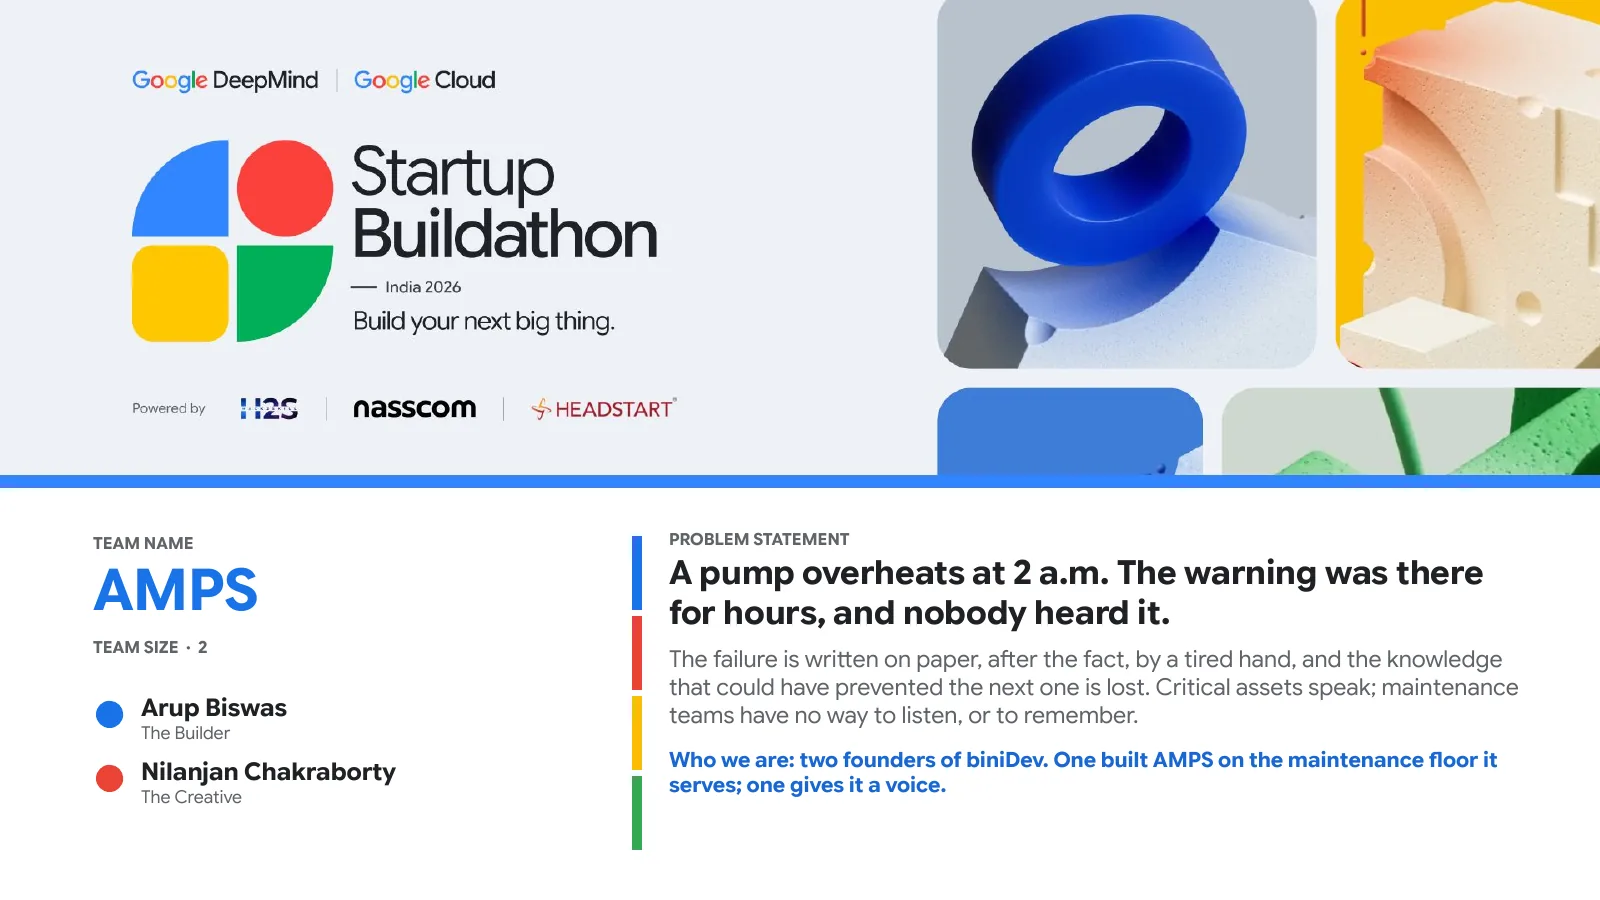 Google DeepMind | Google Cloud
Startup
Buildathon
India 2026
Build your next big thing.
Powered by H2S nasscom HEADSTART
TEAM NAME
AMPS
TEAM SIZE · 2
Arup Biswas
The Builder
Nilanjan Chakraborty
The Creative
PROBLEM STATEMENT
A pump overheats at 2 a.m. The warning was there
for hours, and nobody heard it.
The failure is written on paper, after the fact, by a tired hand, and the knowledge
that could have prevented the next one is lost. Critical assets speak; maintenance
teams have no way to listen, or to remember.
Who we are: two founders of biniDev. One built AMPS on the maintenance floor it
serves; one gives it a voice.